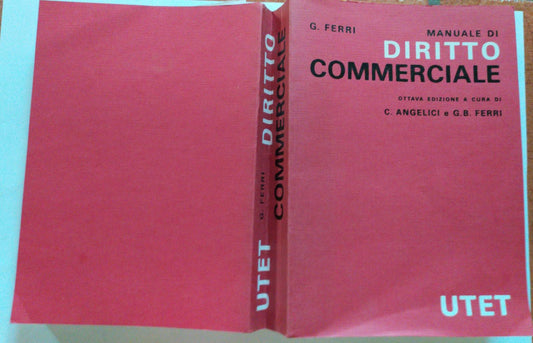 G. FERRI
MANUALE DI
DIRITTO
COMMERCIALE
OTTAVA EDIZIONE A CURA DI
C. ANGELICI e G.B. FERRI
UTET
G. FERRI
DIRITTO
COMMERCIALE
UTET